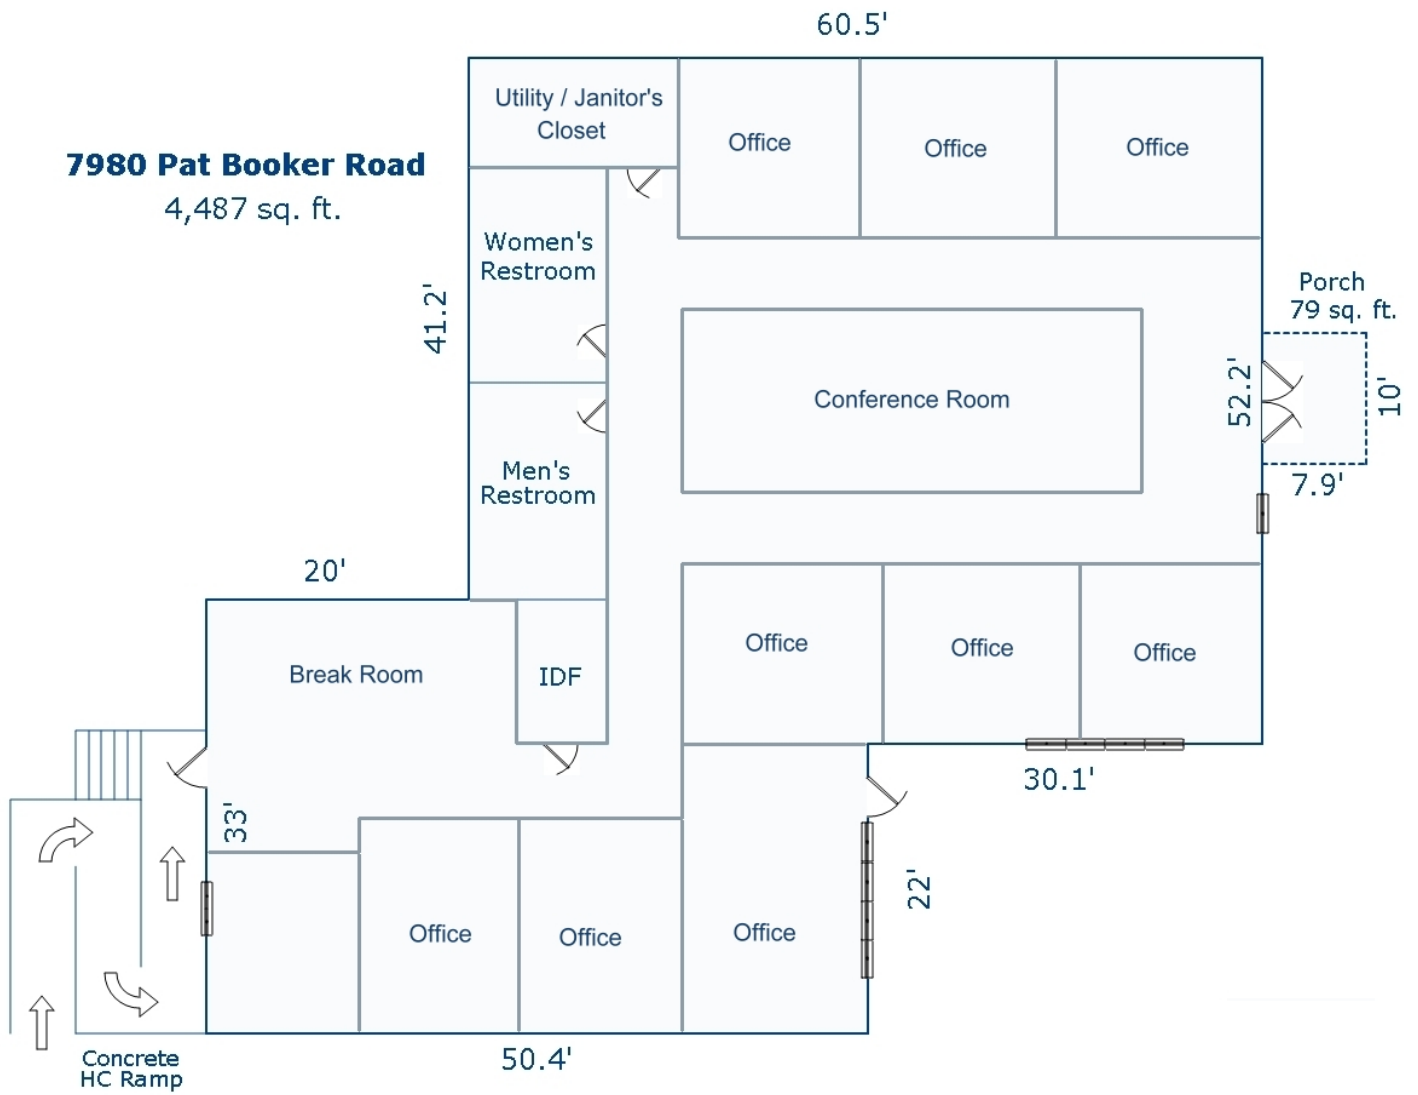 60.5'
Utility / Janitor's
Closet
Office
Office
Office
7980 Pat Booker Road
4,487 sq. ft.
Women's
Restroom
41.2'
Porch
79 sq. ft.
52.2'
10'
7.9'
Conference Room
Men's
Restroom
20'
Break Room
IDF
Office
Office
Office
30.1'
33'
22'
Office
Office
Office
50.4'
Concrete
HC Ramp